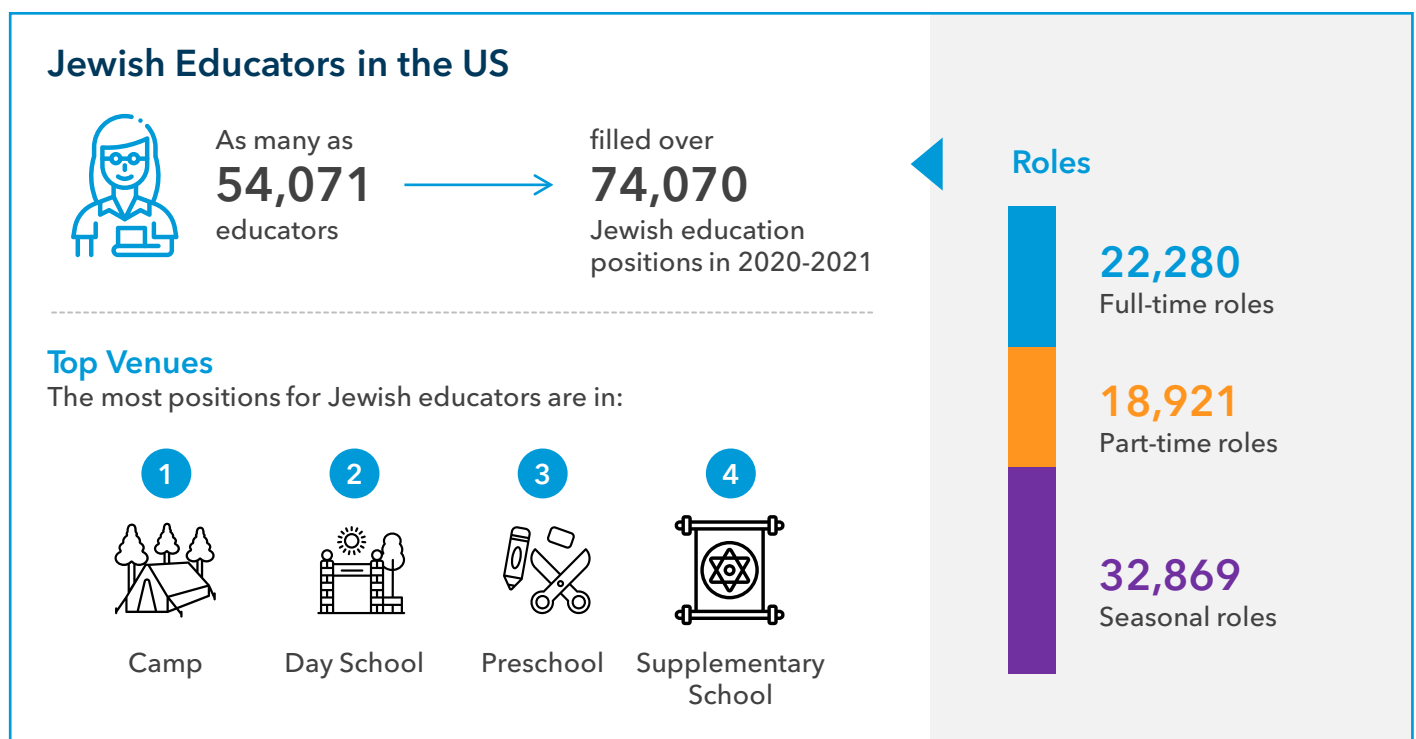 Jewish Educators in the US
As many as
54,071
educators
filled over
74,070
Jewish education
positions in 2020-2021
Top Venues
The most positions for Jewish educators are in:
1
Camp
2
Day School
3
Preschool
4
Supplementary
School
Roles
22,280
Full-time roles
18,921
Part-time roles
32,869
Seasonal roles